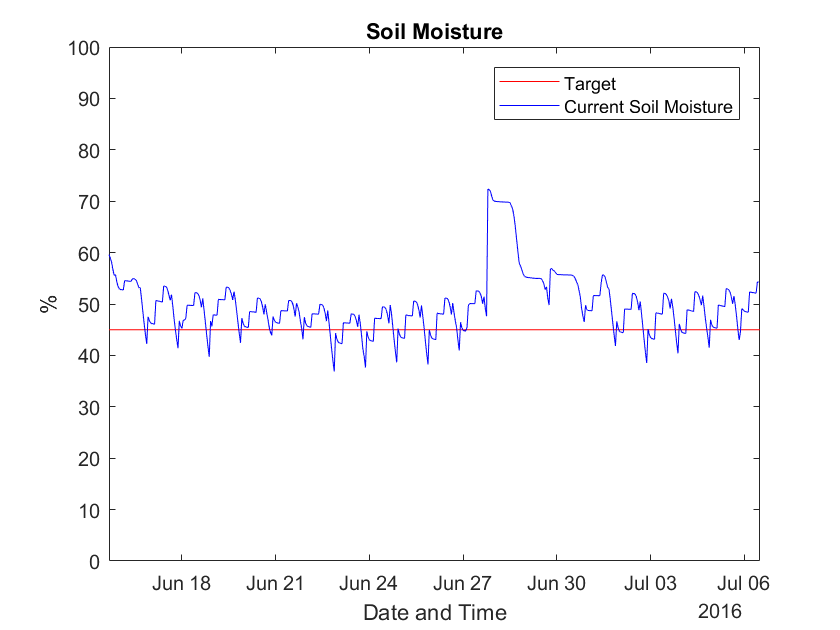 Soil Moisture
100
90
80
70
60
50
40
30
20
10
0
%
Target
Current Soil Moisture
Jun 18 Jun 21 Jun 24 Jun 27 Jun 30 Jul 03 Jul 06
Date and Time
2016